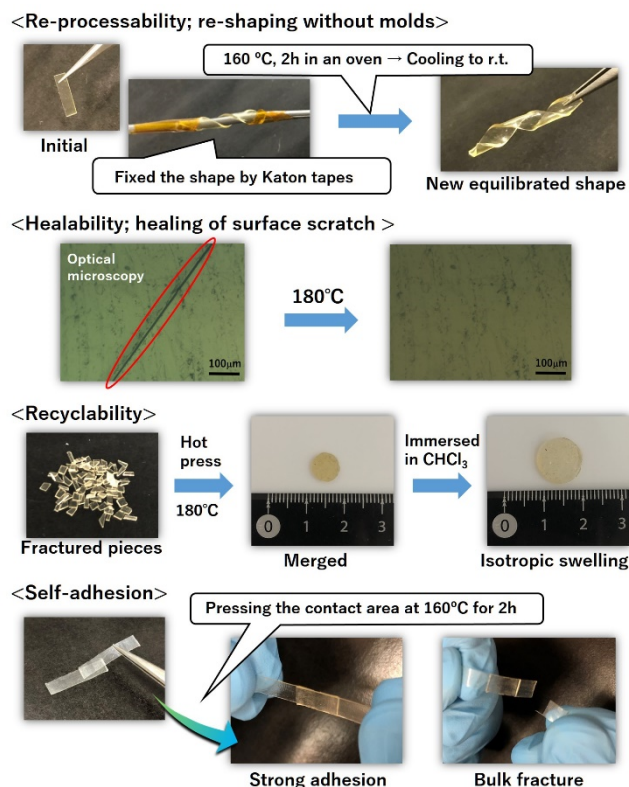 <Re-processability; re-shaping without molds>
160 ºC, 2h in an oven → Cooling to r.t.
Initial
Fixed the shape by Katon tapes
New equilibrated shape
<Healability; healing of surface scratch >
Optical
microscopy
100μm
180℃
100μm
<Recyclability>
Fractured pieces
Hot
press
180℃
0 1 2 3
Merged
Immersed
in CHCl₃
0 1 2 3
Isotropic swelling
<Self-adhesion>
Pressing the contact area at 160ºC for 2h
Strong adhesion
Bulk fracture